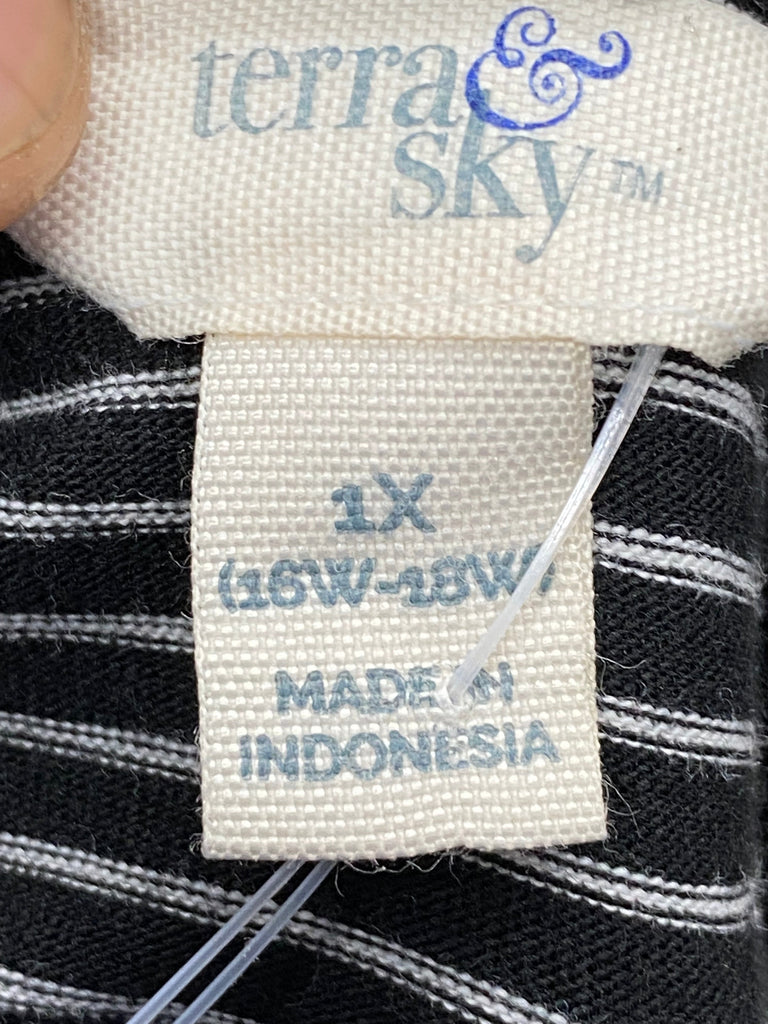 terra &
sky™
1X
(16W-18W)
MADE IN
INDONESIA